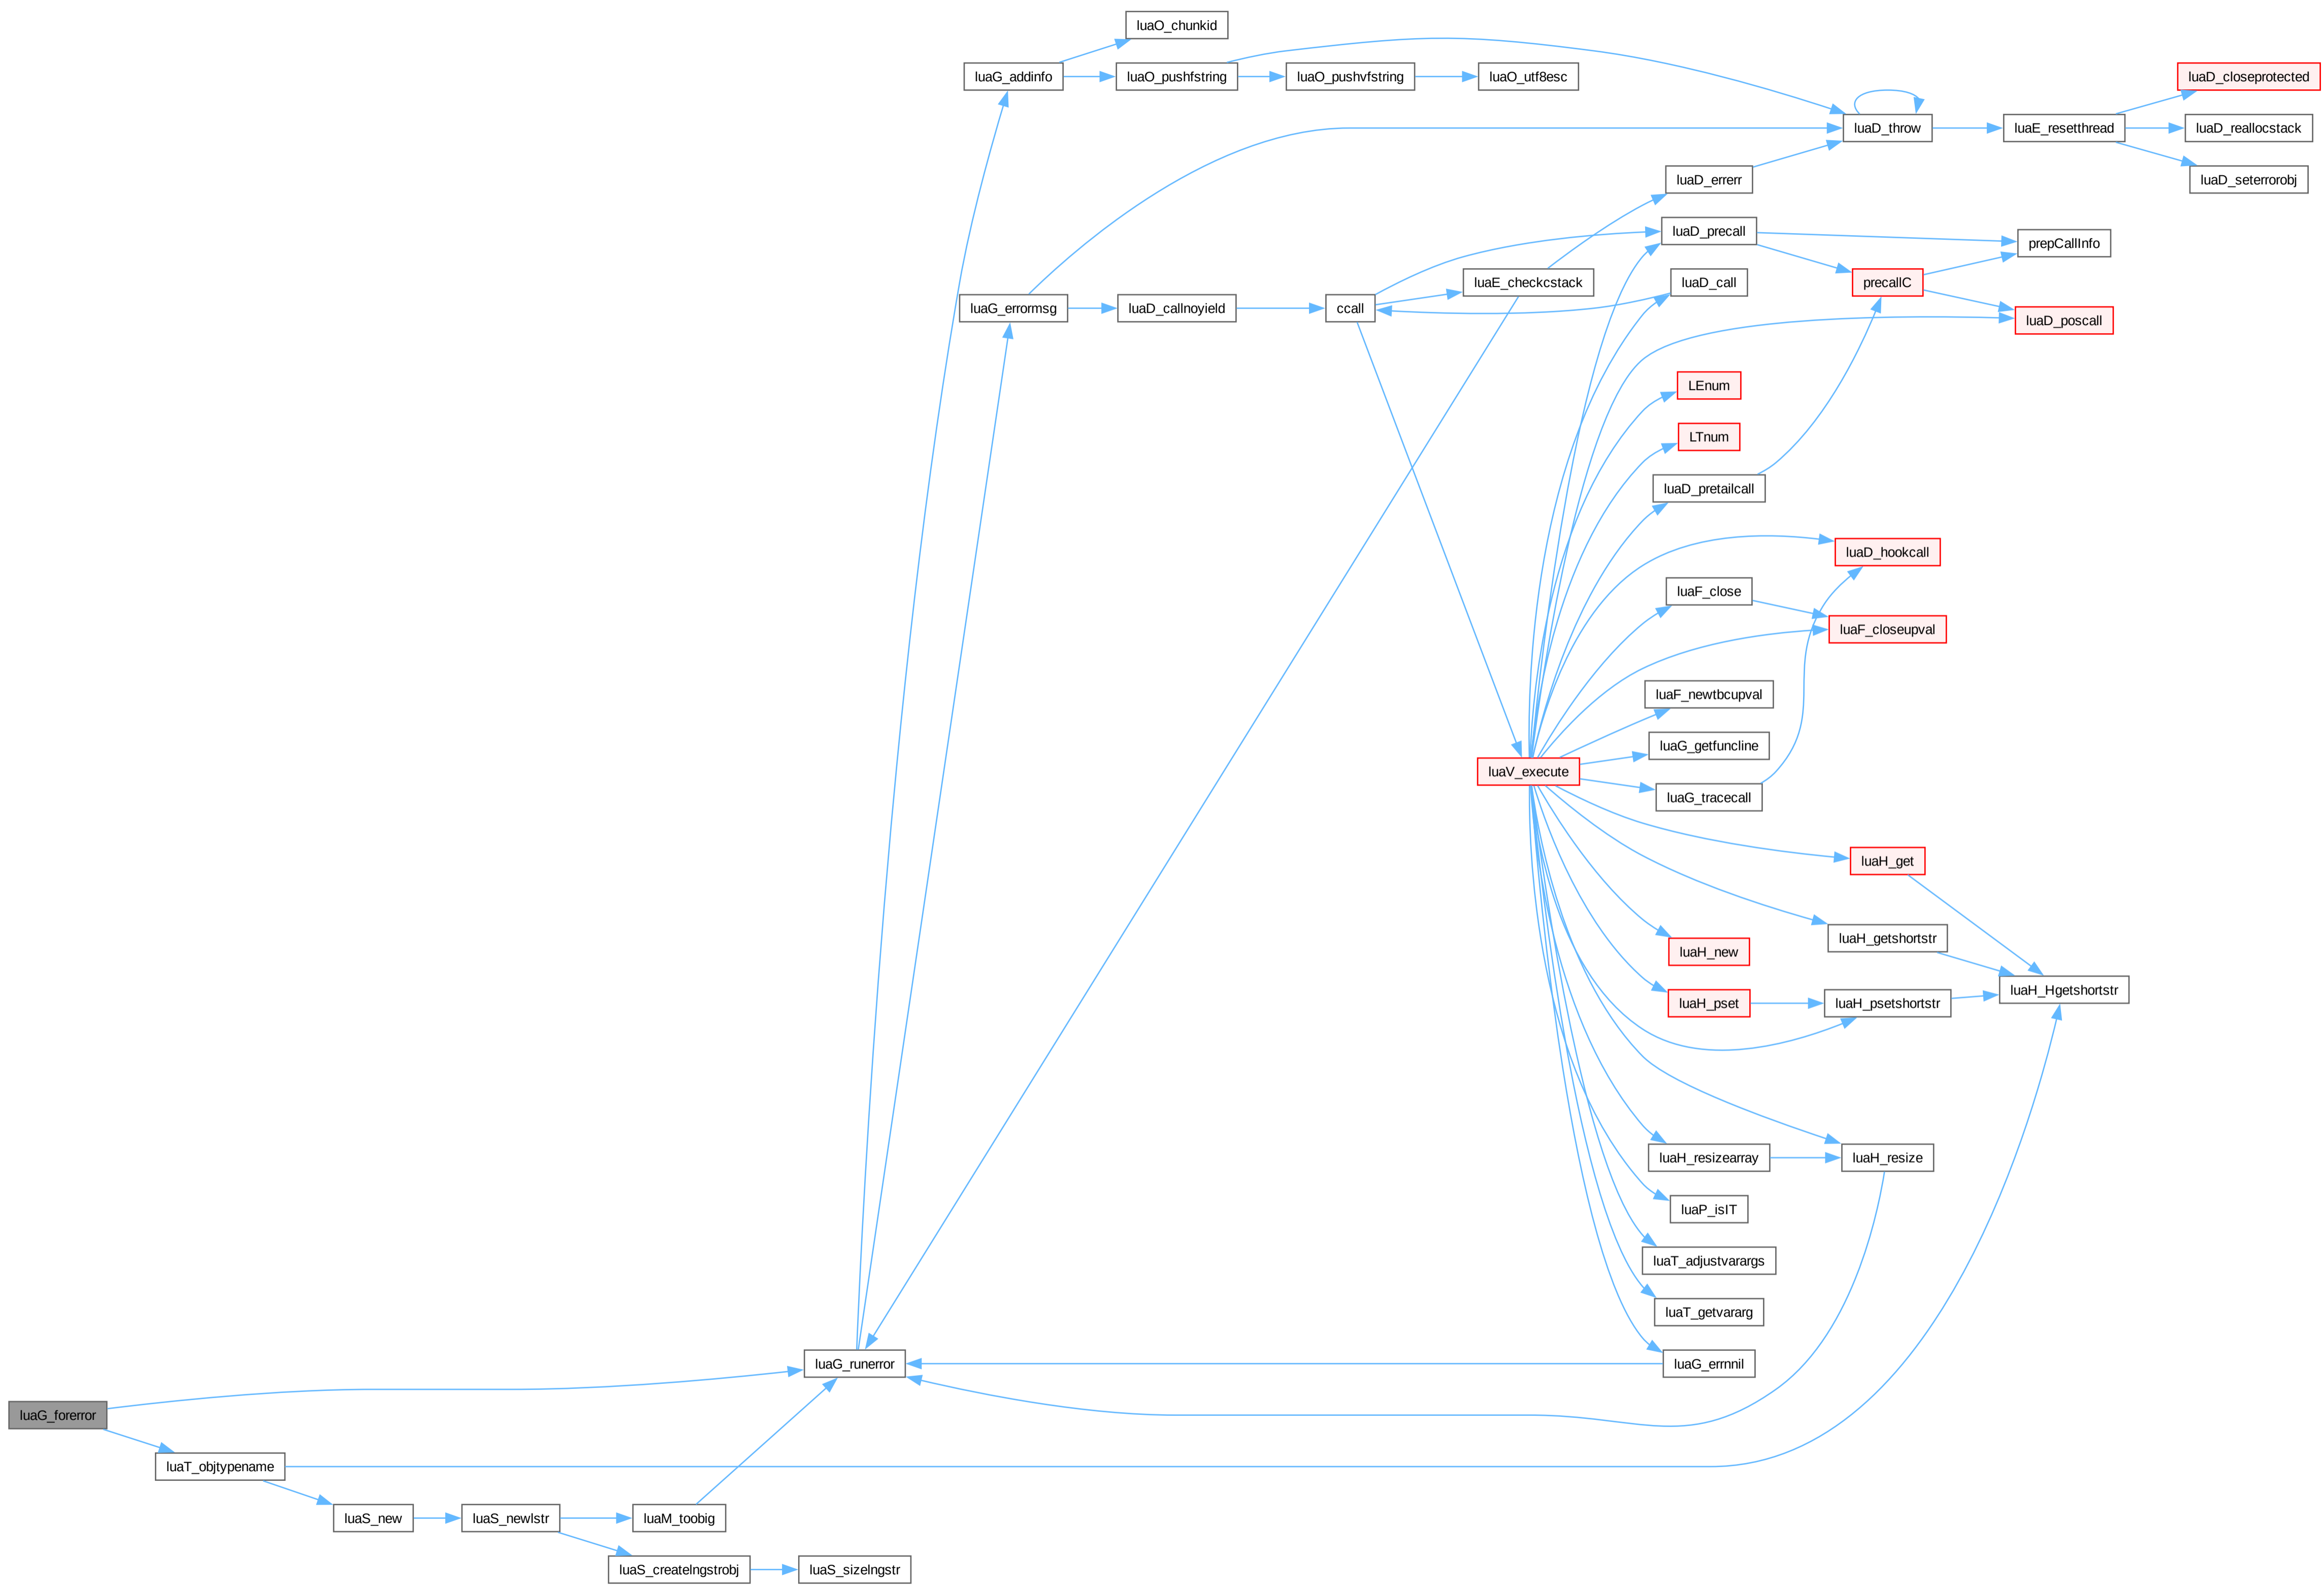 luaO_chunkid
luaG_addinfo
luaO_pushfstring
luaO_pushvfstring
luaO_utf8esc
luaD_closeprotected
luaD_throw
luaE_resetthread
luaD_reallocstack
luaD_errerr
luaD_seterrorobj
luaD_precall
prepCallInfo
luaG_errormsg
luaD_callnoyield
ccall
luaE_checkcstack
luaD_call
precallC
luaD_poscall
LEnum
LTnum
luaD_pretailcall
luaD_hookcall
luaF_close
luaF_closeupval
luaF_newtbcupval
luaG_getfuncline
luaV_execute
luaG_tracecall
luaH_get
luaH_getshortstr
luaH_new
luaH_pset
luaH_psetshortstr
luaH_Hgetshortstr
luaH_resizearray
luaH_resize
luaP_isIT
luaT_adjustvarargs
luaT_getvararg
luaG_runerror
luaG_errnnil
luaG_forerror
luaT_objtypename
luaS_new
luaS_newlstr
luaM_toobig
luaS_createlngstrobj
luaS_sizelngstr